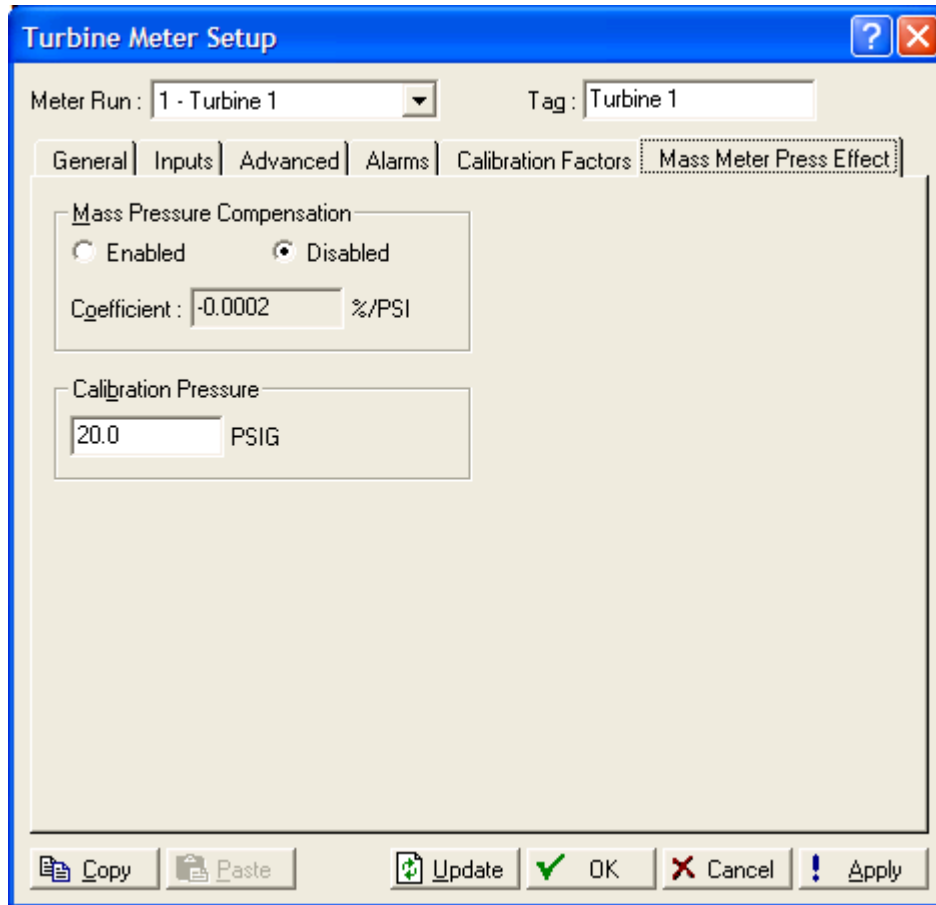 Turbine Meter Setup
Meter Run : 1 - Turbine 1 Tag : Turbine 1
General Inputs Advanced Alarms Calibration Factors Mass Meter Press Effect
Mass Pressure Compensation
Enabled Disabled
Coefficient : -0.0002 %/PSI
Calibration Pressure
20.0 PSIG
Copy Paste Update OK Cancel Apply